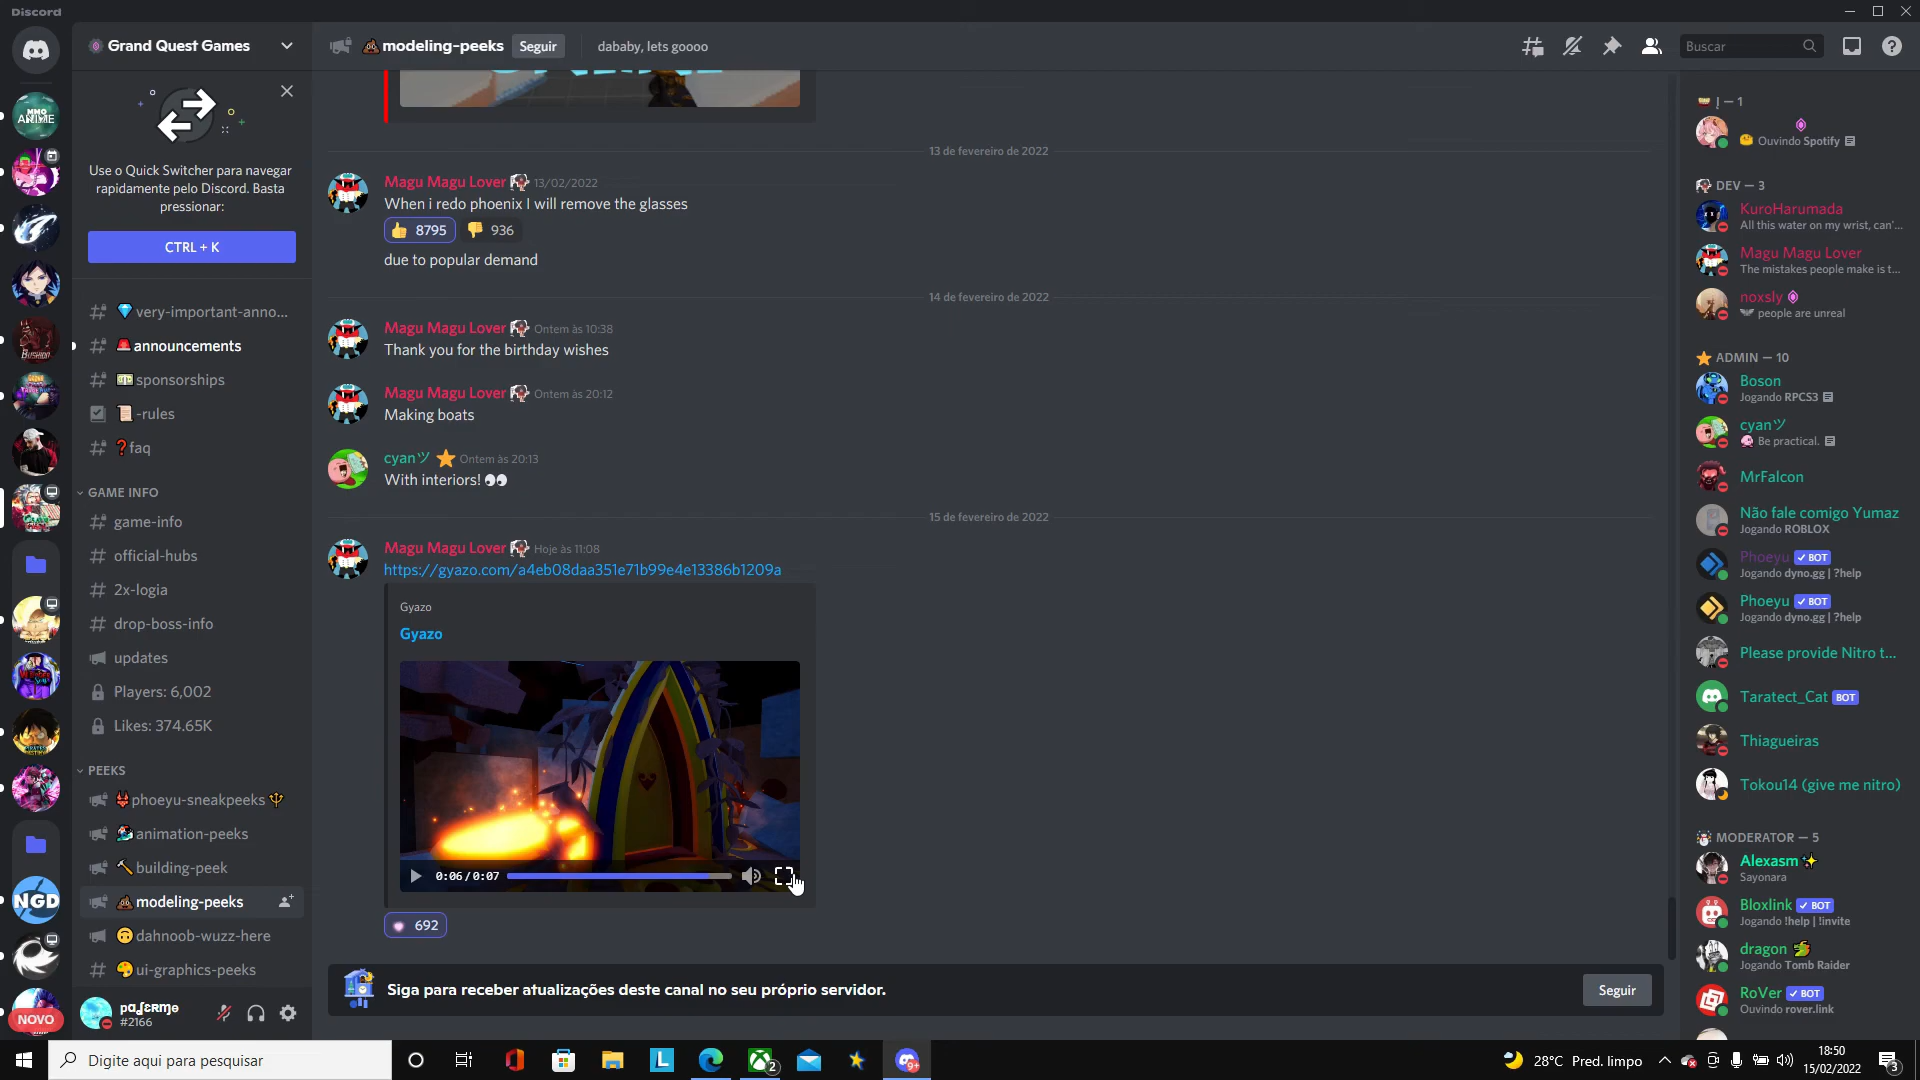 Discord
Grand Quest Games
modeling-peeks
Seguir
dababy, lets goooo
Buscar
MMO
ANIME
Use o Quick Switcher para navegar
rapidamente pelo Discord. Basta
pressionar:
CTRL + K
very-important-anno...
announcements
sponsorships
-rules
faq
GAME INFO
game-info
official-hubs
2x-logia
drop-boss-info
updates
Players: 6,002
Likes: 374.65K
PEEKS
phoeyu-sneakpeeks
animation-peeks
building-peek
modeling-peeks
dahnoob-wuzz-here
ui-graphics-peeks
NGD
NOVO
#2166
13 de fevereiro de 2022
Magu Magu Lover 13/02/2022
When i redo phoenix I will remove the glasses
8795 936
due to popular demand
14 de fevereiro de 2022
Magu Magu Lover Ontem às 10:38
Thank you for the birthday wishes
Magu Magu Lover Ontem às 20:12
Making boats
cyanツ Ontem às 20:13
With interiors!
15 de fevereiro de 2022
Magu Magu Lover Hoje às 11:08
https://gyazo.com/a4eb08daa351e71b99e4e13386b1209a
Gyazo
Gyazo
0:06/0:07
692
Siga para receber atualizações deste canal no seu próprio servidor.
Seguir
| — 1
Ouvindo Spotify
DEV — 3
KuroHarumada
All this water on my wrist, can'...
Magu Magu Lover
The mistakes people make is t...
noxsly
people are unreal
ADMIN — 10
Boson
Jogando RPCS3
cyanツ
Be practical.
MrFalcon
Não fale comigo Yumaz
Jogando ROBLOX
Phoeyu BOT
Jogando dyno.gg | ?help
Phoeyu BOT
Jogando dyno.gg | ?help
Please provide Nitro t...
Taratect_Cat BOT
Thiagueiras
Tokou14 (give me nitro)
MODERATOR — 5
Alexasm
Sayonara
Bloxlink BOT
Jogando !help | !invite
dragon
Jogando Tomb Raider
RoVer BOT
Ouvindo rover.link
Digite aqui para pesquisar
L
2
9+
28°C Pred. limpo
18:50
15/02/2022
3